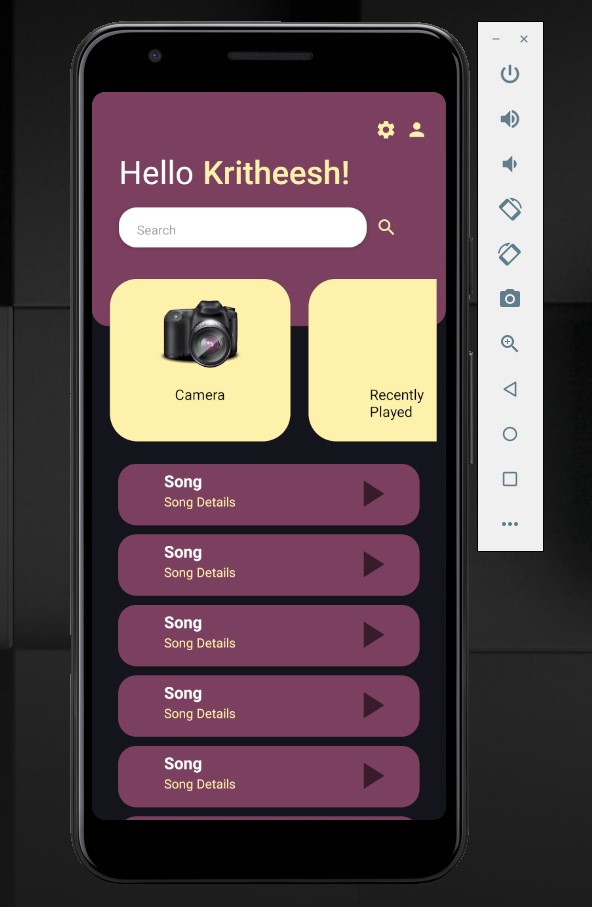 Hello Kritheesh!
Search
Camera
Recently
Played
Song
Song Details
Song
Song Details
Song
Song Details
Song
Song Details
Song
Song Details